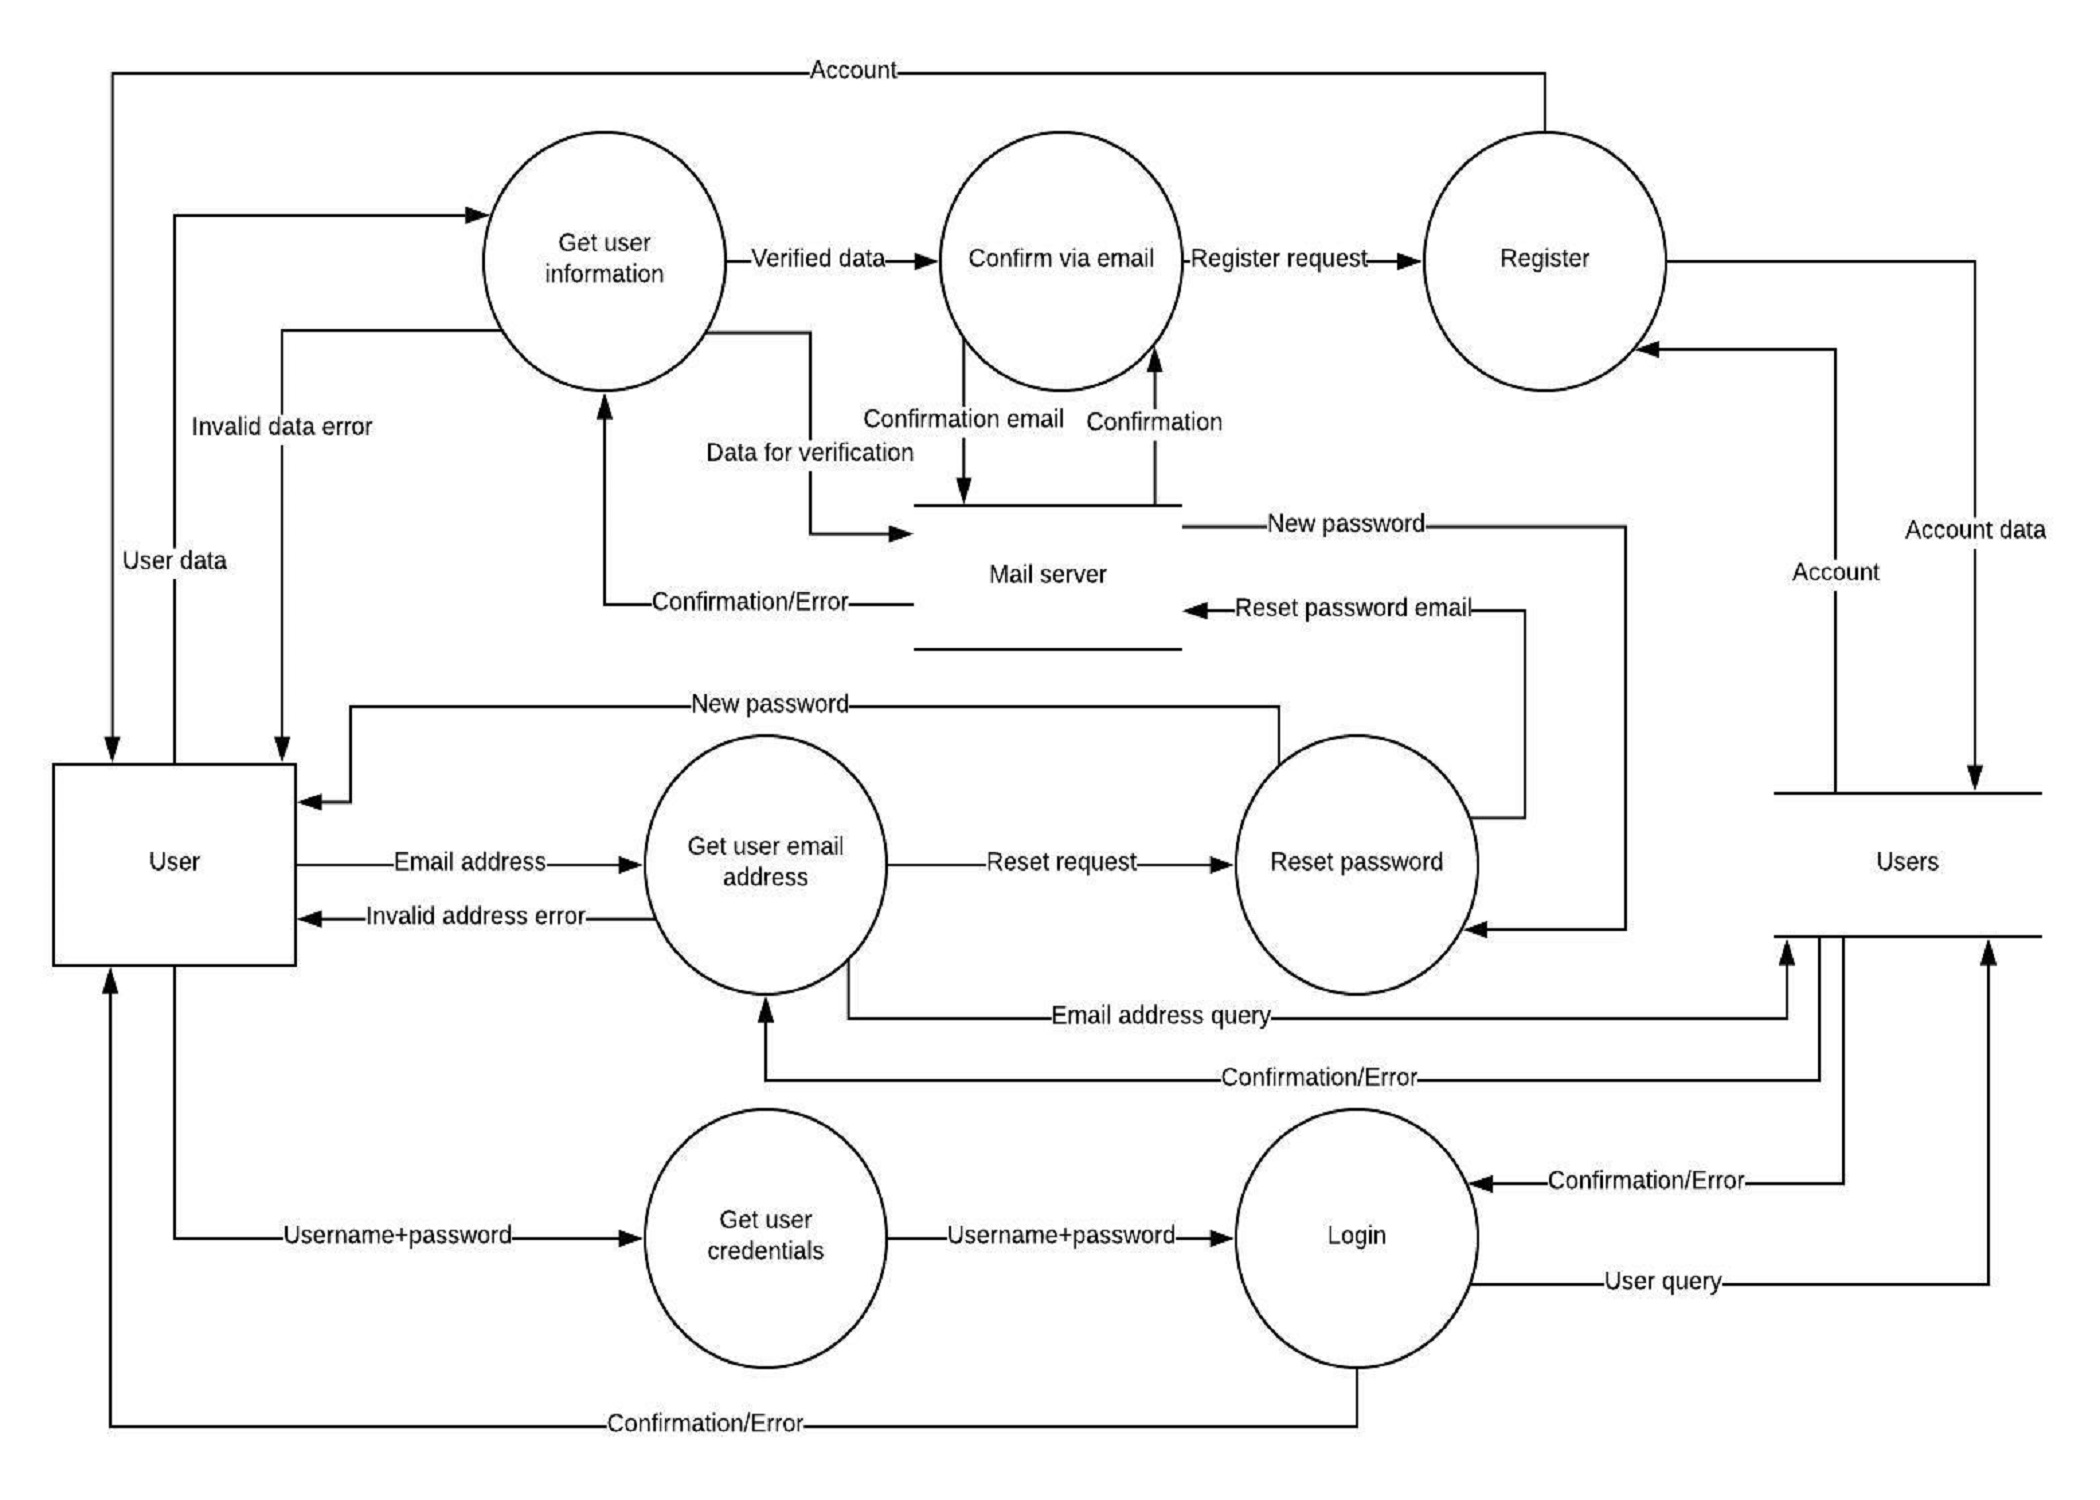 Account
Get user
information
Verified data
Confirm via email
Register request
Register
Invalid data error
Confirmation email
Confirmation
Data for verification
User data
New password
Account data
Mail server
Account
Confirmation/Error
Reset password email
New password
User
Email address
Get user email
address
Reset request
Reset password
Users
Invalid address error
Email address query
Confirmation/Error
Confirmation/Error
Username+password
Get user
credentials
Username+password
Login
User query
Confirmation/Error